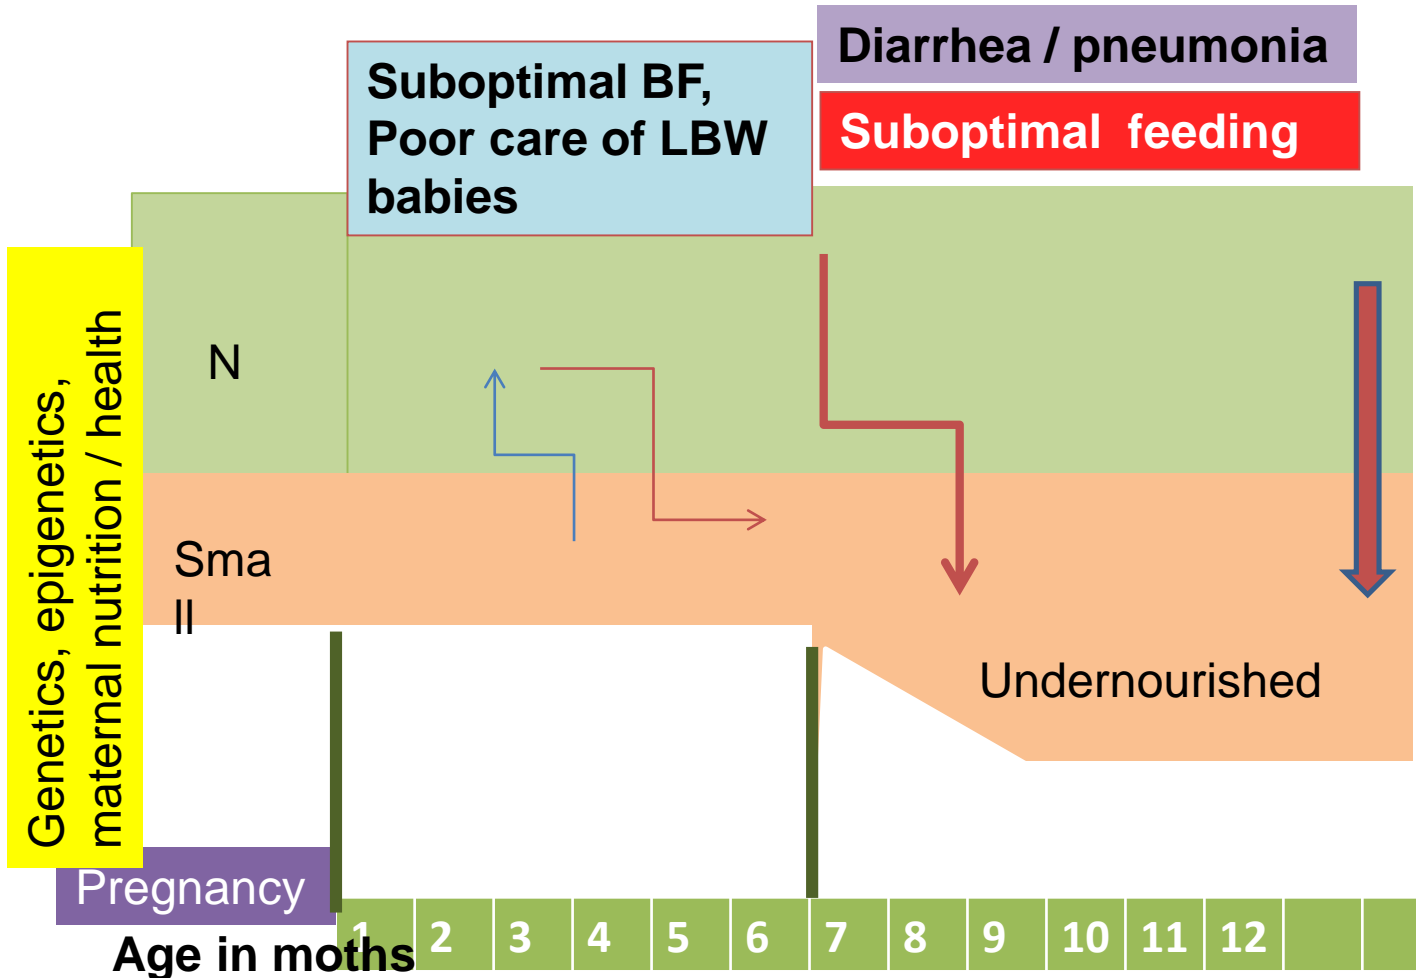 Diarrhea / pneumonia
Suboptimal feeding
Suboptimal BF,
Poor care of LBW
babies
Genetics, epigenetics,
maternal nutrition / health
N
Sma
ll
Undernourished
Pregnancy
1 2 3 4 5 6 7 8 9 10 11 12
Age in moths